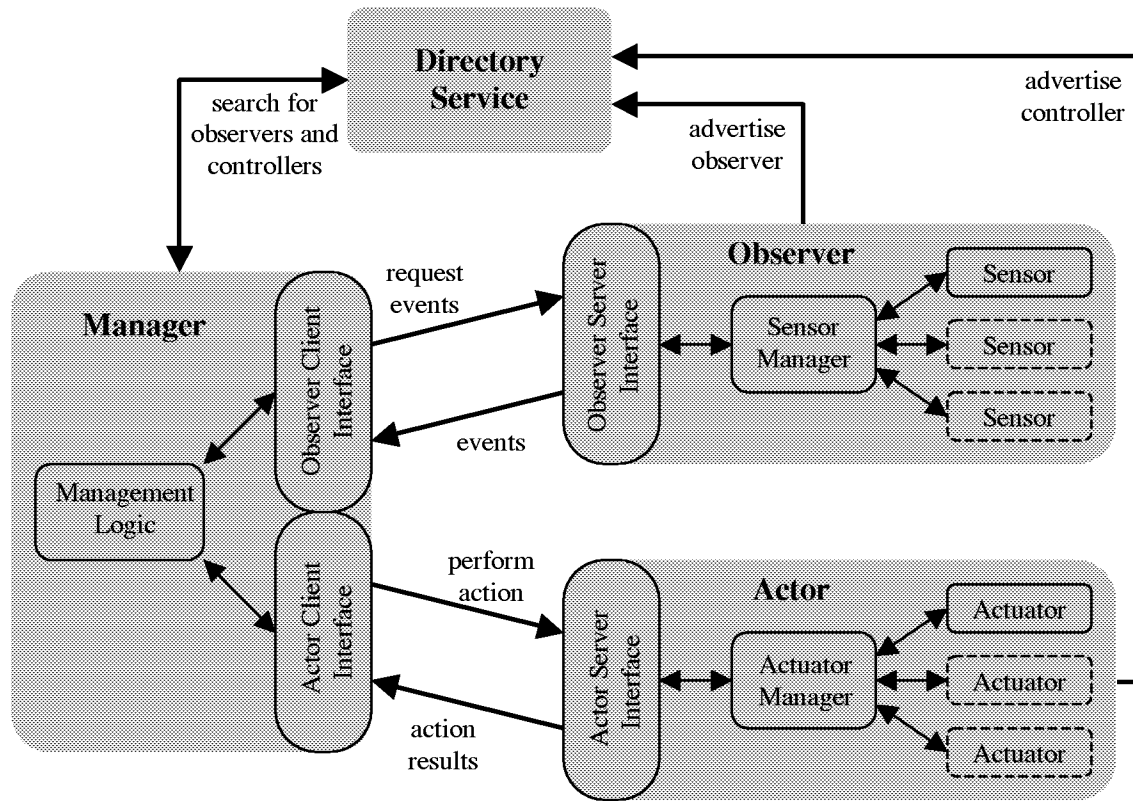 Directory
Service
advertise
controller
search for
observers and
controllers
advertise
observer
Manager
Management
Logic
Observer Client
Interface
Actor Client
Interface
request
events
events
perform
action
action
results
Observer
Observer Server
Interface
Sensor
Manager
Sensor
Sensor
Sensor
Actor
Actor Server
Interface
Actuator
Manager
Actuator
Actuator
Actuator